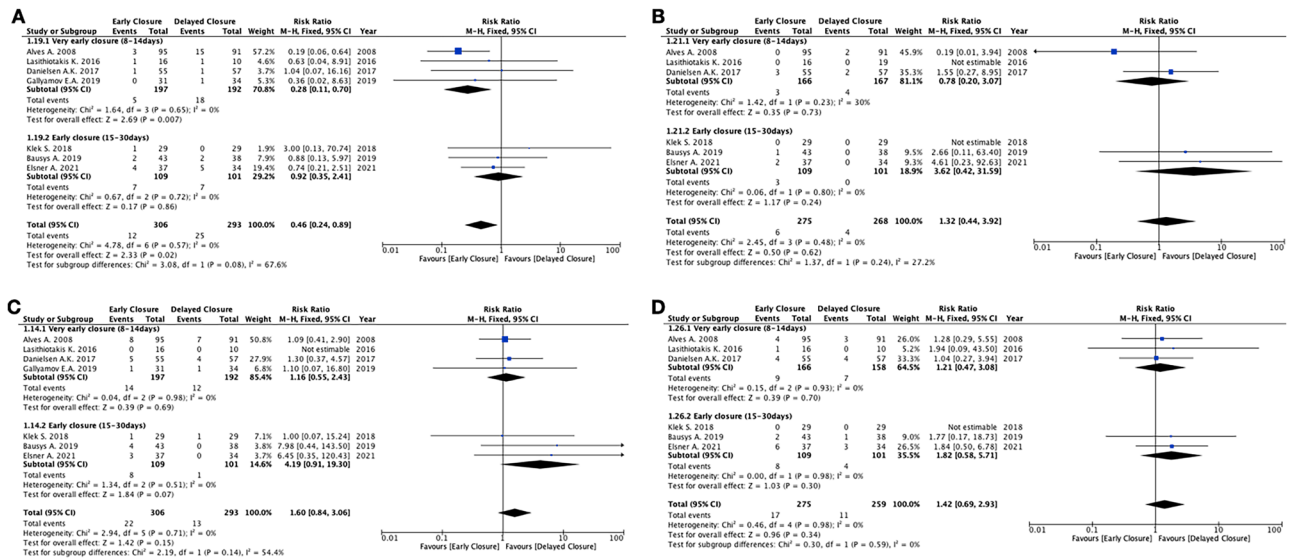 A
Early Closure Delayed Closure Risk Ratio Risk Ratio
Study or Subgroup Events Total Events Total Weight M-H, Fixed, 95% CI Year M-H, Fixed, 95% CI
1.19.1 Very early closure (8-14days)
Alves A. 2008 3 95 15 91 57.2% 0.19 [0.06, 0.64] 2008
Lasithiotakis K. 2016 1 16 1 10 4.6% 0.63 [0.04, 8.91] 2016
Danielsen A.K. 2017 1 55 1 57 3.7% 1.04 [0.07, 16.16] 2017
Gallyamov E.A. 2019 0 31 1 34 5.3% 0.36 [0.02, 8.63] 2019
Subtotal (95% CI) 197 192 70.8% 0.28 [0.11, 0.70]
Total events 5 18
Heterogeneity: Chi² = 1.64, df = 3 (P = 0.65); I² = 0%
Test for overall effect: Z = 2.69 (P = 0.007)
1.19.2 Early closure (15-30days)
Klek S. 2018 1 29 0 29 1.9% 3.00 [0.13, 70.74] 2018
Bausys A. 2019 2 43 2 38 7.9% 0.88 [0.13, 5.97] 2019
Elsner A. 2021 4 37 5 34 19.4% 0.74 [0.21, 2.51] 2021
Subtotal (95% CI) 109 101 29.2% 0.92 [0.35, 2.41]
Total events 7 7
Heterogeneity: Chi² = 0.67, df = 2 (P = 0.72); I² = 0%
Test for overall effect: Z = 0.17 (P = 0.86)
Total (95% CI) 306 293 100.0% 0.46 [0.24, 0.89]
Total events 12 25
Heterogeneity: Chi² = 4.78, df = 6 (P = 0.57); I² = 0%
Test for overall effect: Z = 2.33 (P = 0.02)
Test for subgroup differences: Chi² = 3.08, df = 1 (P = 0.08), I² = 67.6%
0.01 0.1 1 10 100
Favours [Early Closure] Favours [Delayed Closure]
B
Early Closure Delayed Closure Risk Ratio Risk Ratio
Study or Subgroup Events Total Events Total Weight M-H, Fixed, 95% CI Year M-H, Fixed, 95% CI
1.21.1 Very early closure (8-14days)
Alves A. 2008 0 95 2 91 45.9% 0.19 [0.01, 3.94] 2008
Lasithiotakis K. 2016 0 16 0 19 Not estimable 2016
Danielsen A.K. 2017 3 55 2 57 35.3% 1.55 [0.27, 8.95] 2017
Subtotal (95% CI) 166 167 81.1% 0.78 [0.20, 3.07]
Total events 3 4
Heterogeneity: Chi² = 1.42, df = 1 (P = 0.23); I² = 30%
Test for overall effect: Z = 0.35 (P = 0.73)
1.21.2 Early closure (15-30days)
Klek S. 2018 0 29 0 29 Not estimable 2018
Bausys A. 2019 1 43 0 38 9.5% 2.66 [0.11, 63.40] 2019
Elsner A. 2021 2 37 0 34 9.3% 4.61 [0.23, 92.63] 2021
Subtotal (95% CI) 109 101 18.9% 3.62 [0.42, 31.59]
Total events 3 0
Heterogeneity: Chi² = 0.06, df = 1 (P = 0.80); I² = 0%
Test for overall effect: Z = 1.17 (P = 0.24)
Total (95% CI) 275 268 100.0% 1.32 [0.44, 3.92]
Total events 6 4
Heterogeneity: Chi² = 2.45, df = 3 (P = 0.48); I² = 0%
Test for overall effect: Z = 0.50 (P = 0.62)
Test for subgroup differences: Chi² = 1.37, df = 1 (P = 0.24), I² = 27.2%
0.01 0.1 1 10 100
Favours [Early Closure] Favours [Delayed Closure]
C
Early Closure Delayed Closure Risk Ratio Risk Ratio
Study or Subgroup Events Total Events Total Weight M-H, Fixed, 95% CI Year M-H, Fixed, 95% CI
1.14.1 Very early closure (8-14days)
Alves A. 2008 8 95 7 91 50.8% 1.09 [0.41, 2.90] 2008
Lasithiotakis K. 2016 0 16 0 10 Not estimable 2016
Danielsen A.K. 2017 5 55 4 57 27.9% 1.30 [0.37, 4.57] 2017
Gallyamov E.A. 2019 1 31 1 34 6.8% 1.10 [0.07, 16.80] 2019
Subtotal (95% CI) 197 192 85.4% 1.16 [0.55, 2.43]
Total events 14 12
Heterogeneity: Chi² = 0.04, df = 2 (P = 0.98); I² = 0%
Test for overall effect: Z = 0.39 (P = 0.69)
1.14.2 Early closure (15-30days)
Klek S. 2018 1 29 1 29 7.1% 1.00 [0.07, 15.24] 2018
Bausys A. 2019 4 43 0 38 3.8% 7.98 [0.44, 143.50] 2019
Elsner A. 2021 3 37 0 34 3.7% 6.45 [0.35, 120.43] 2021
Subtotal (95% CI) 109 101 14.6% 4.19 [0.91, 19.30]
Total events 8 1
Heterogeneity: Chi² = 1.34, df = 2 (P = 0.51); I² = 0%
Test for overall effect: Z = 1.84 (P = 0.07)
Total (95% CI) 306 293 100.0% 1.60 [0.84, 3.06]
Total events 22 13
Heterogeneity: Chi² = 2.94, df = 5 (P = 0.71); I² = 0%
Test for overall effect: Z = 1.42 (P = 0.15)
Test for subgroup differences: Chi² = 2.19, df = 1 (P = 0.14), I² = 54.4%
0.01 0.1 1 10 100
Favours [Early Closure] Favours [Delayed Closure]
D
Early Closure Delayed Closure Risk Ratio Risk Ratio
Study or Subgroup Events Total Events Total Weight M-H, Fixed, 95% CI Year M-H, Fixed, 95% CI
1.26.1 Very early closure (8-14days)
Alves A. 2008 4 95 3 91 26.0% 1.28 [0.29, 5.55] 2008
Lasithiotakis K. 2016 1 16 0 10 5.2% 1.94 [0.09, 43.50] 2016
Danielsen A.K. 2017 4 55 4 57 33.3% 1.04 [0.27, 3.94] 2017
Subtotal (95% CI) 166 158 64.5% 1.21 [0.47, 3.08]
Total events 9 7
Heterogeneity: Chi² = 0.15, df = 2 (P = 0.93); I² = 0%
Test for overall effect: Z = 0.39 (P = 0.70)
1.26.2 Early closure (15-30days)
Klek S. 2018 0 29 0 29 Not estimable 2018
Bausys A. 2019 2 43 1 38 9.0% 1.77 [0.17, 18.73] 2019
Elsner A. 2021 6 37 3 34 26.5% 1.84 [0.50, 6.78] 2021
Subtotal (95% CI) 109 101 35.5% 1.82 [0.58, 5.71]
Total events 8 4
Heterogeneity: Chi² = 0.00, df = 1 (P = 0.98); I² = 0%
Test for overall effect: Z = 1.03 (P = 0.30)
Total (95% CI) 275 259 100.0% 1.42 [0.69, 2.93]
Total events 17 11
Heterogeneity: Chi² = 0.46, df = 4 (P = 0.98); I² = 0%
Test for overall effect: Z = 0.96 (P = 0.34)
Test for subgroup differences: Chi² = 0.30, df = 1 (P = 0.59), I² = 0%
0.01 0.1 1 10 100
Favours [Early Closure] Favours [Delayed Closure]